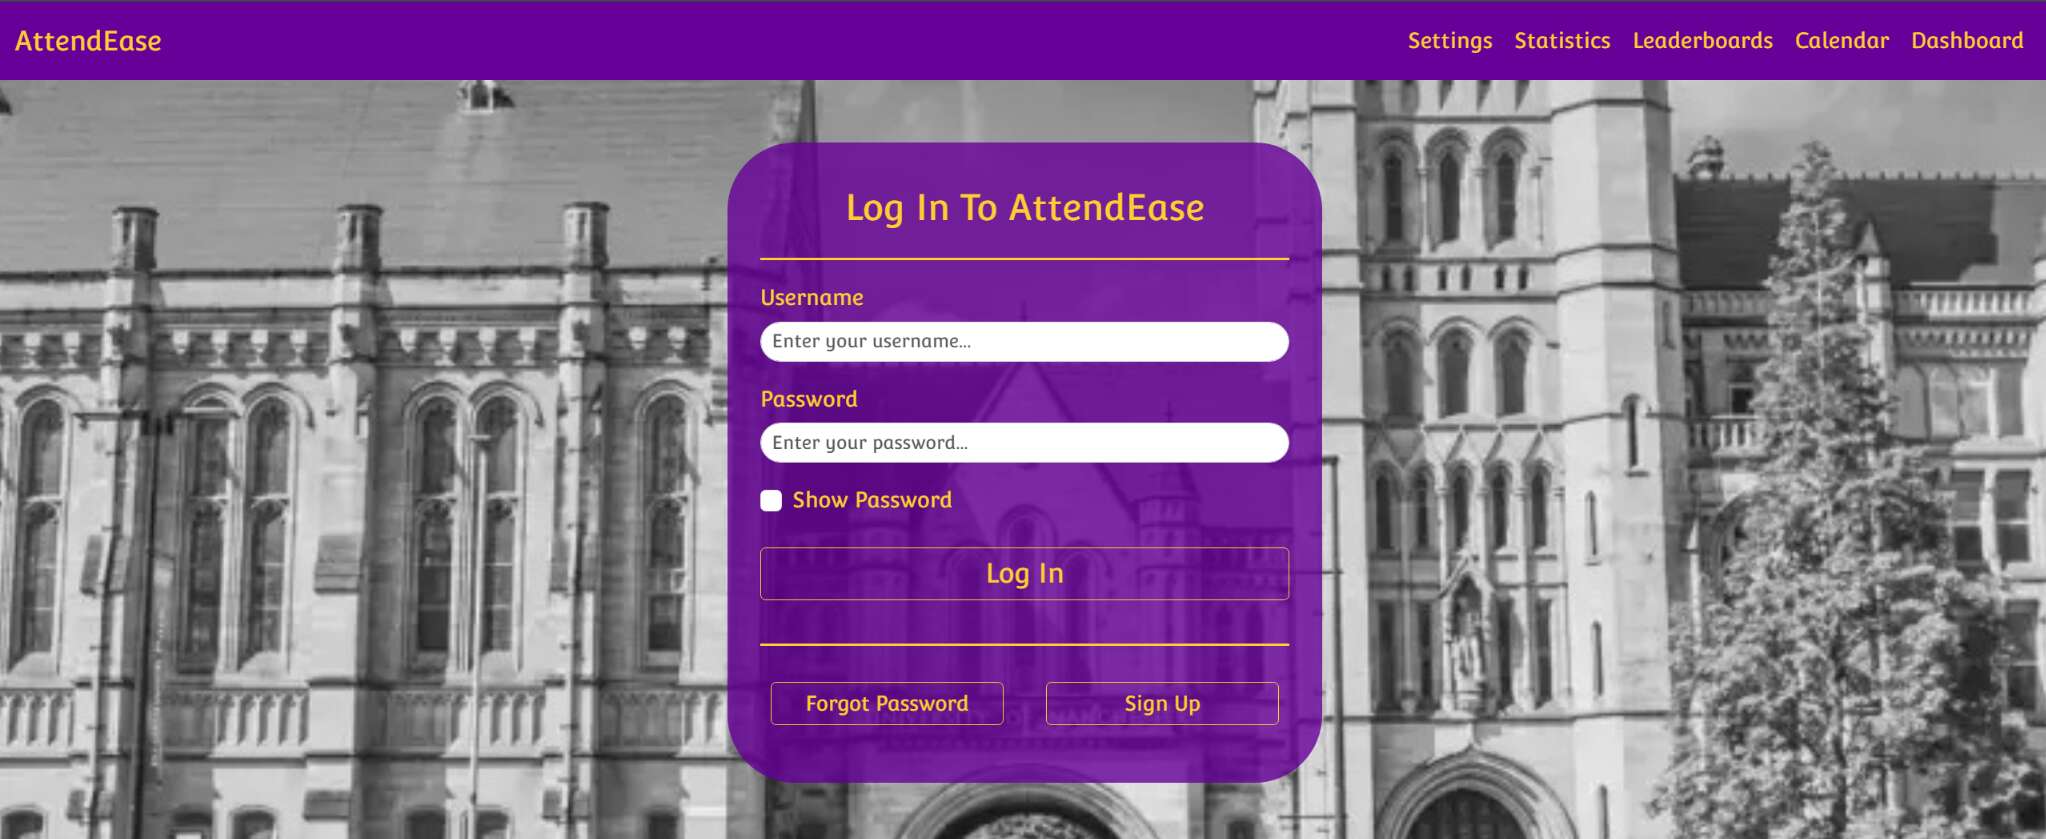 AttendEase
Settings Statistics Leaderboards Calendar Dashboard
Log In To AttendEase
Username
Enter your username...
Password
Enter your password...
Show Password
Log In
Forgot Password
Sign Up